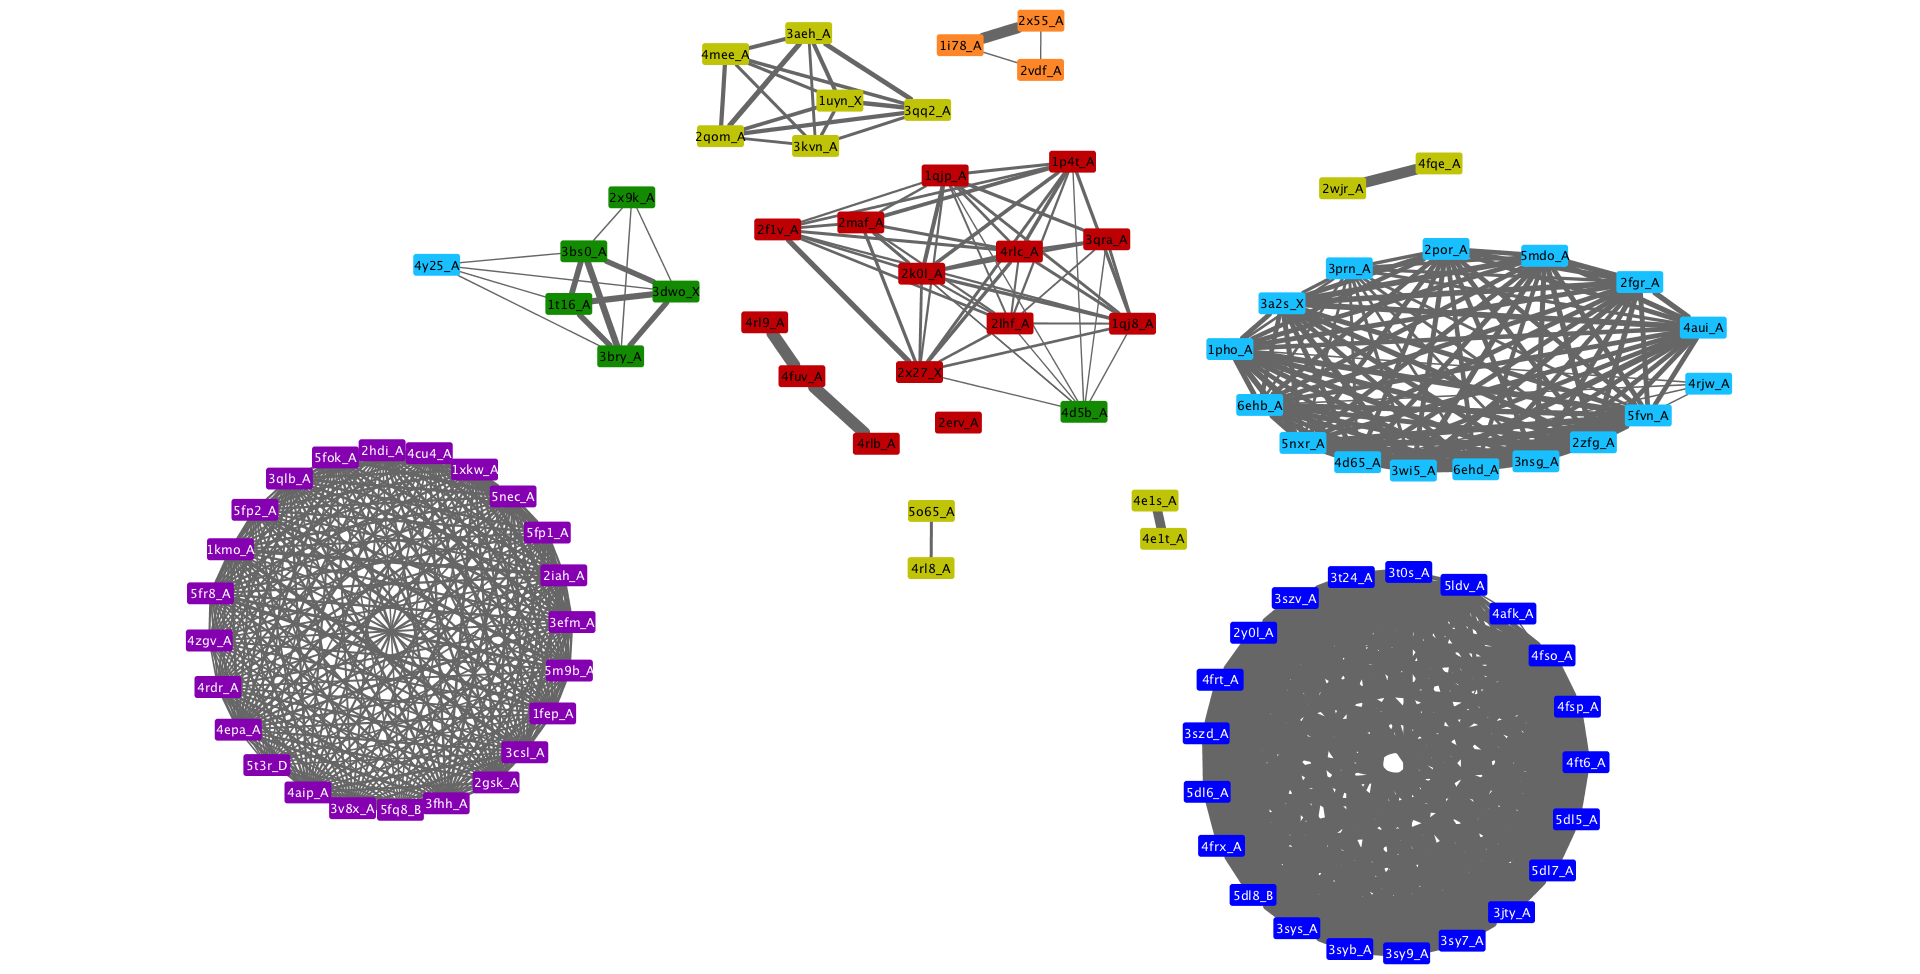 2x55_A
1i78_A
2vdf_A
3aeh_A
4mee_A
1uyn_X
3qq2_A
2qom_A
3kvn_A
1p4t_A
1qjp_A
2maf_A
2f1v_A
3qra_A
4rlc_A
2k0l_A
2lhf_A
1qj8_A
2x27_X
4d5b_A
2erv_A
4fqe_A
2wjr_A
2x9k_A
3bs0_A
4y25_A
3dwo_X
1t16_A
3bry_A
4rl9_A
4fuv_A
4rlb_A
2por_A
5mdo_A
3prn_A
2fgr_A
3a2s_X
4aui_A
1pho_A
4rjw_A
6ehb_A
5fvn_A
5nxr_A
2zfg_A
4d65_A
3wi5_A
6ehd_A
3nsg_A
5o65_A
4rl8_A
4e1s_A
4e1t_A
2hdi_A
4cu4_A
5fok_A
1xkw_A
3qlb_A
5nec_A
5fp2_A
5fp1_A
1kmo_A
2iah_A
5fr8_A
3efm_A
4zgv_A
5m9b_A
4rdr_A
1fep_A
4epa_A
3csl_A
5t3r_D
2gsk_A
4aip_A
3fhh_A
3v8x_A
5fq8_B
3t0s_A
3t24_A
5ldv_A
3szv_A
4afk_A
2y0l_A
4fso_A
4frt_A
4fsp_A
3szd_A
4ft6_A
5dl6_A
5dl5_A
4frx_A
5dl7_A
5dl8_B
3jty_A
3sys_A
3sy7_A
3syb_A
3sy9_A